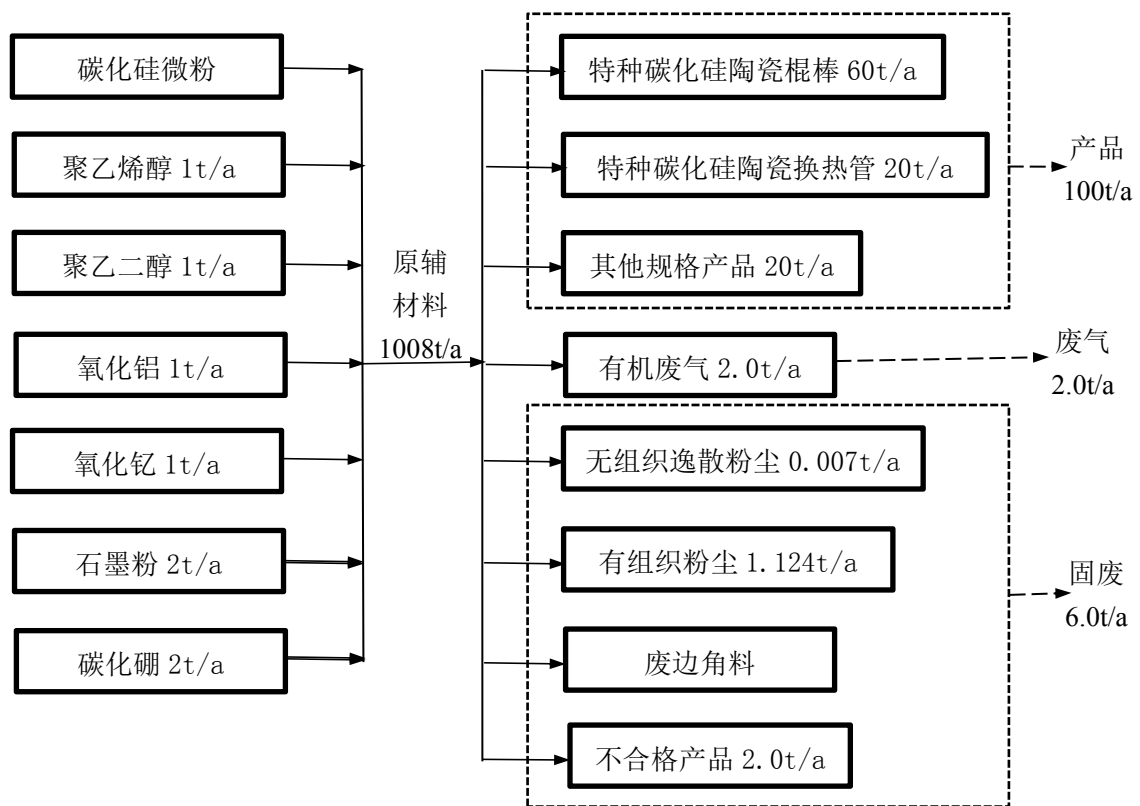 碳化硅微粉
聚乙烯醇 1t/a
聚乙二醇 1t/a
氧化铝 1t/a
氧化钇 1t/a
石墨粉 2t/a
碳化硼 2t/a
原辅
材料
1008t/a
特种碳化硅陶瓷棍棒 60t/a
特种碳化硅陶瓷换热管 20t/a
其他规格产品 20t/a
有机废气 2.0t/a
无组织逸散粉尘 0.007t/a
有组织粉尘 1.124t/a
废边角料
不合格产品 2.0t/a
产品
100t/a
废气
2.0t/a
固废
6.0t/a